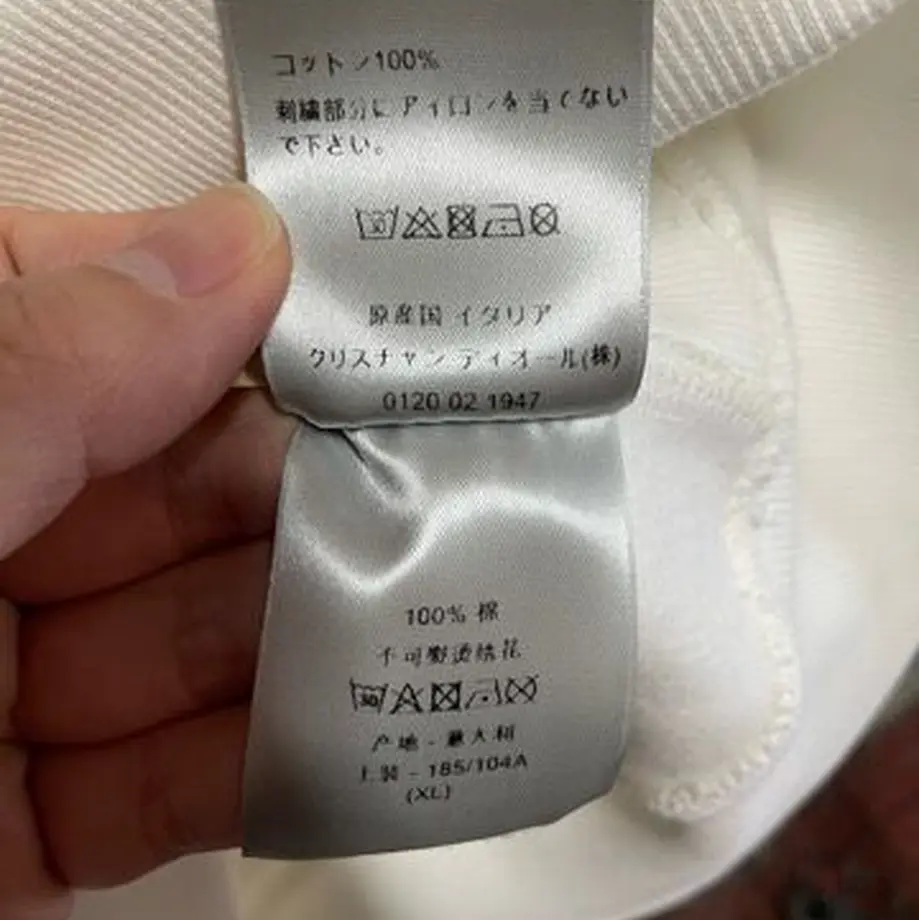 コットン100%
刺繍部分にアイロンを当てない
で下さい。
30
原産国 イタリア
クリスチャン ディオール(株)
0120 02 1947
100% 棉
不可熨烫绣花
30
产地 - 意大利
上装 - 185/104A
(XL)